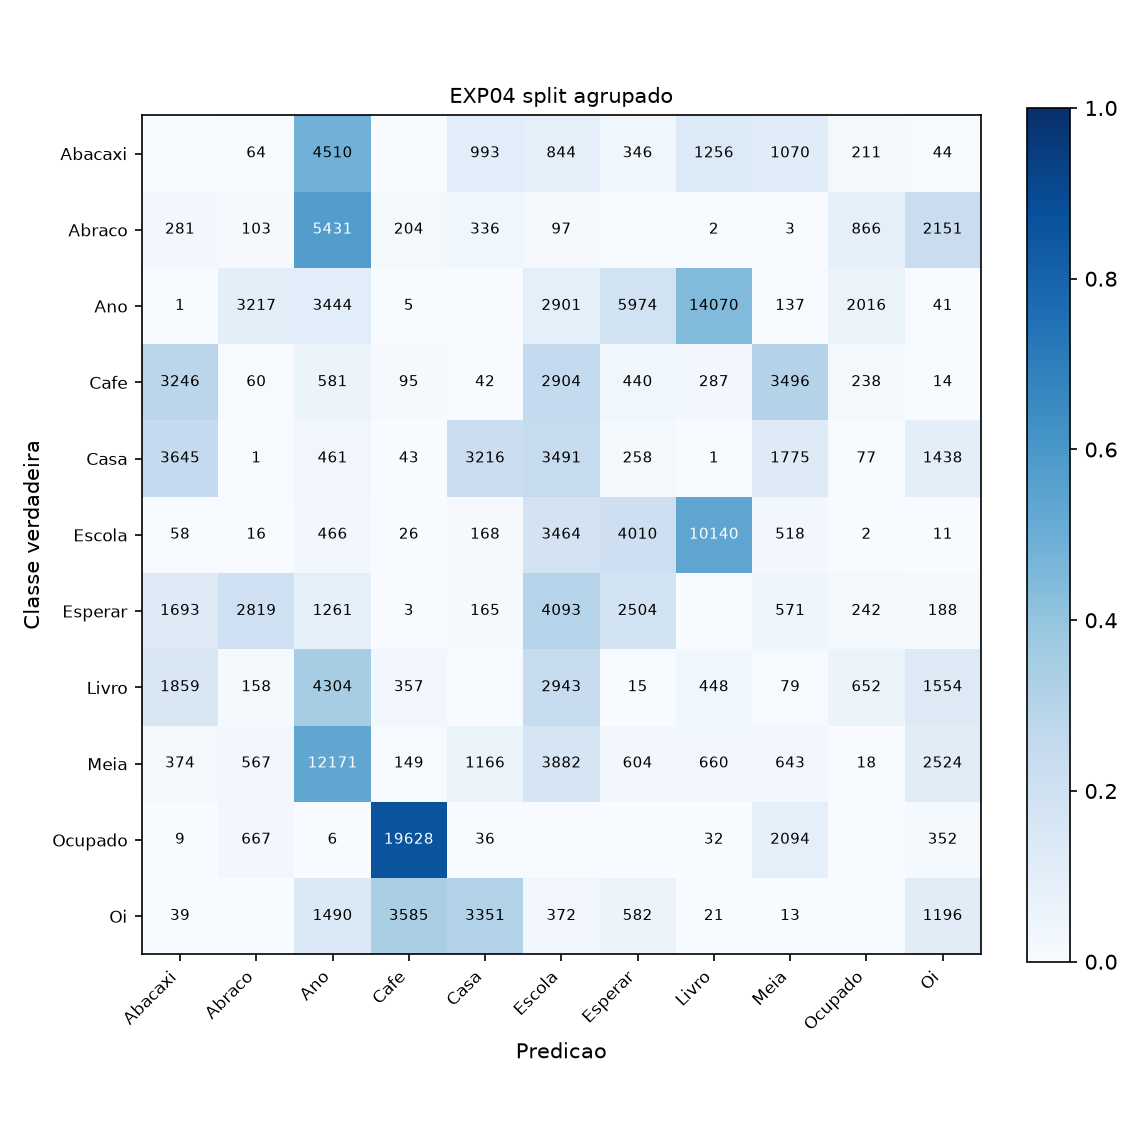 EXP04 split agrupado
Abacaxi 64 4510 993 844 346 1256 1070 211 44
Abraco 281 103 5431 204 336 97 2 3 866 2151
Ano 1 3217 3444 5 2901 5974 14070 137 2016 41
Cafe 3246 60 581 95 42 2904 440 287 3496 238 14
Casa 3645 1 461 43 3216 3491 258 1 1775 77 1438
Escola 58 16 466 26 168 3464 4010 10140 518 2 11
Esperar 1693 2819 1261 3 165 4093 2504 571 242 188
Livro 1859 158 4304 357 2943 15 448 79 652 1554
Meia 374 567 12171 149 1166 3882 604 660 643 18 2524
Ocupado 9 667 6 19628 36 32 2094 352
Oi 39 1490 3585 3351 372 582 21 13 1196
Abacaxi Abraco Ano Cafe Casa Escola Esperar Livro Meia Ocupado Oi
Predicao
Classe verdadeira
1.0
0.8
0.6
0.4
0.2
0.0